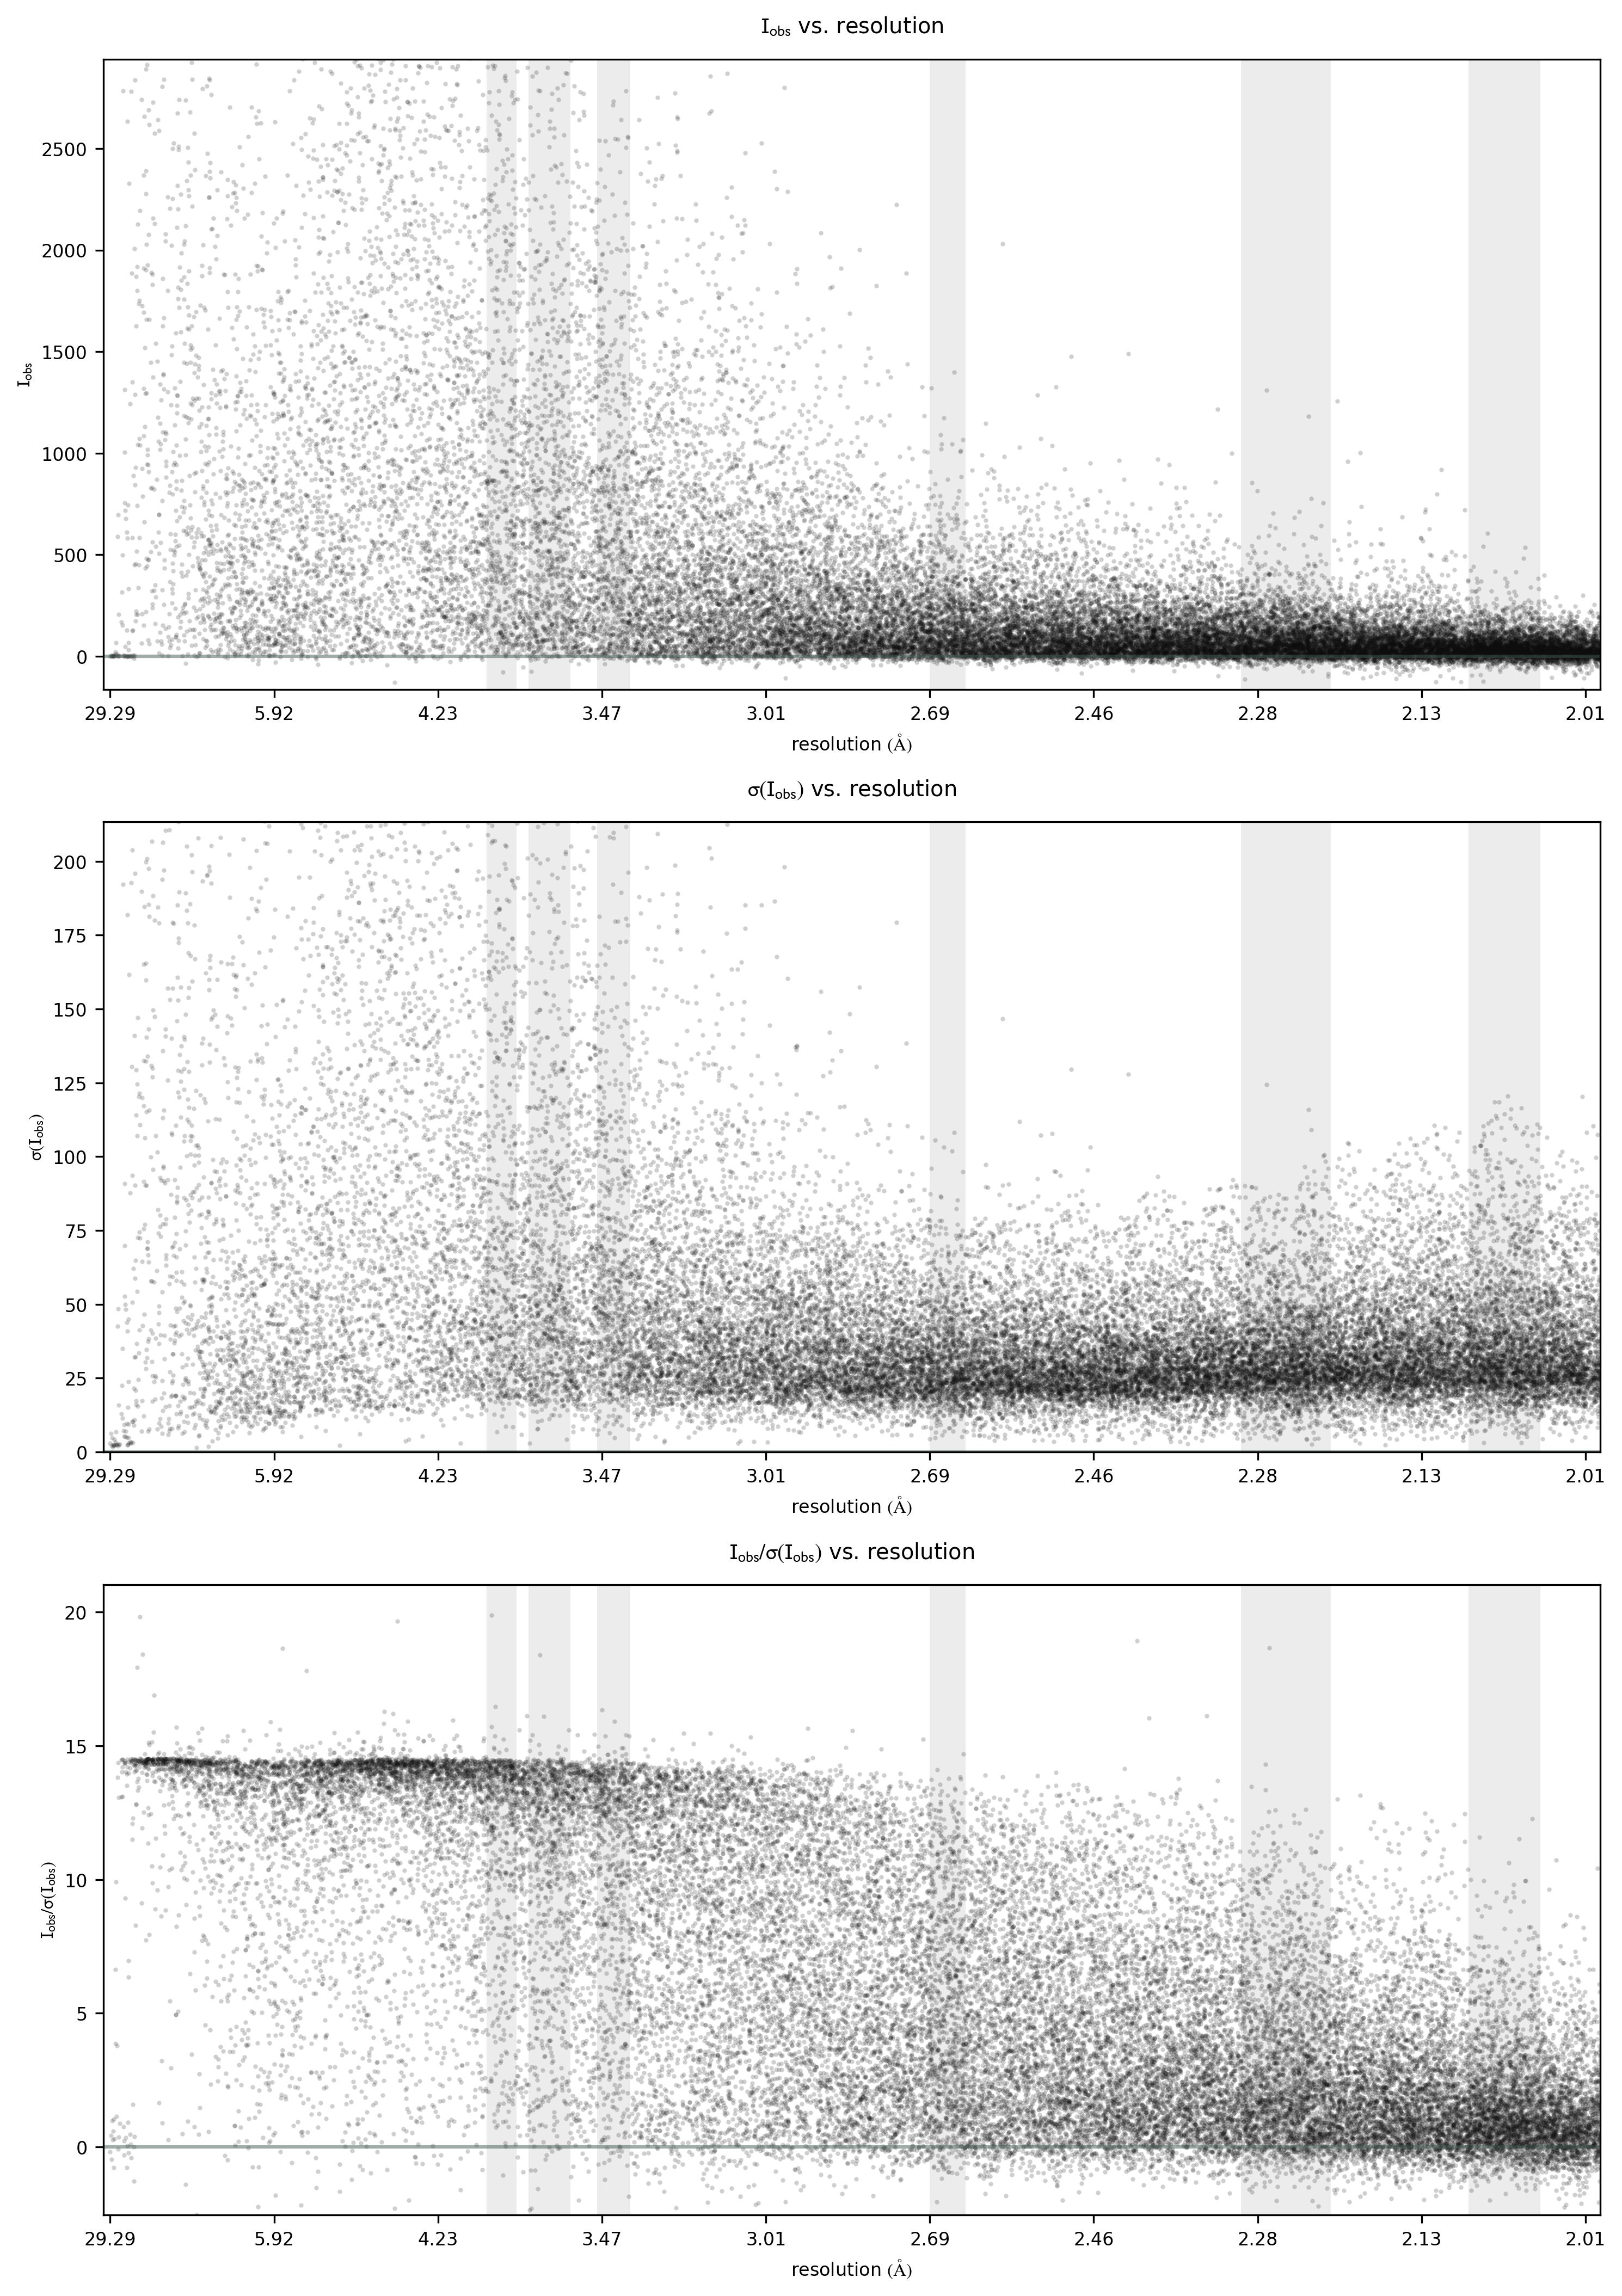 Iobs vs. resolution
2500
2000
1500
1000
500
0
Iobs
29.29 5.92 4.23 3.47 3.01 2.69 2.46 2.28 2.13 2.01
resolution (Å)
σ(Iobs) vs. resolution
200
175
150
125
100
75
50
25
0
σ(Iobs)
29.29 5.92 4.23 3.47 3.01 2.69 2.46 2.28 2.13 2.01
resolution (Å)
Iobs/σ(Iobs) vs. resolution
20
15
10
5
0
Iobs/σ(Iobs)
29.29 5.92 4.23 3.47 3.01 2.69 2.46 2.28 2.13 2.01
resolution (Å)